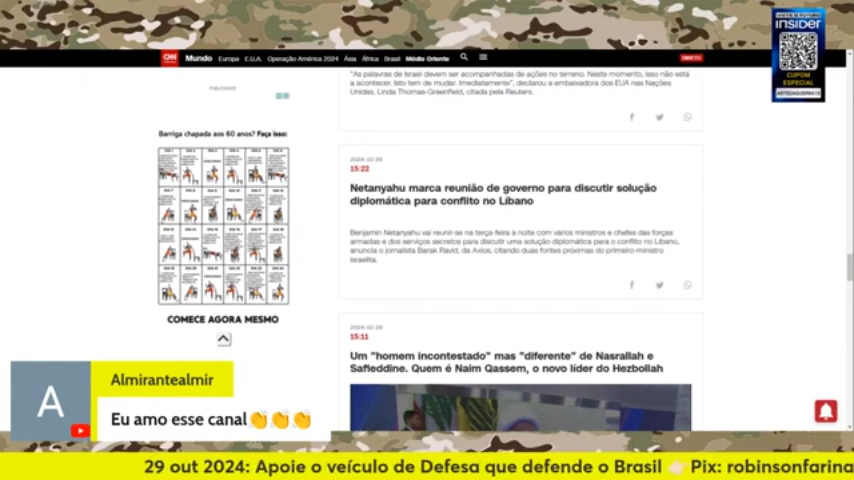 insider
CUPOM
ESPECIAL
CNN
Mundo Europa E.U.A. Operação América 2024 Ásia África Brasil Médio Oriente
DIRETO
"As palavras de Israel devem ser acompanhadas de ações no terreno. Neste momento, isso não está
a acontecer. Isto tem de mudar. Imediatamente", declarou a embaixadora dos EUA nas Nações
Unidas, Linda Thomas-Greenfield, citada pela Reuters.
PUBLICIDADE
Barriga chapada aos 60 anos? Faça isso:
COMECE AGORA MESMO
2024-10-29
15:22
Netanyahu marca reunião de governo para discutir solução
diplomática para conflito no Líbano
Benjamin Netanyahu vai reunir-se na terça-feira à noite com vários ministros e chefes das forças
armadas e dos serviços secretos para discutir uma solução diplomática para o conflito no Líbano,
anuncia o jornalista Barak Ravid, da Axios, citando duas fontes próximas do primeiro-ministro
israelita.
2024-10-29
15:11
Um "homem incontestado" mas "diferente" de Nasrallah e
Safieddine. Quem é Naim Qassem, o novo líder do Hezbollah
A
Almirantealmir
Eu amo esse canal👏👏👏
29 out 2024: Apoie o veículo de Defesa que defende o Brasil 👉🏻 Pix: robinsonfarina